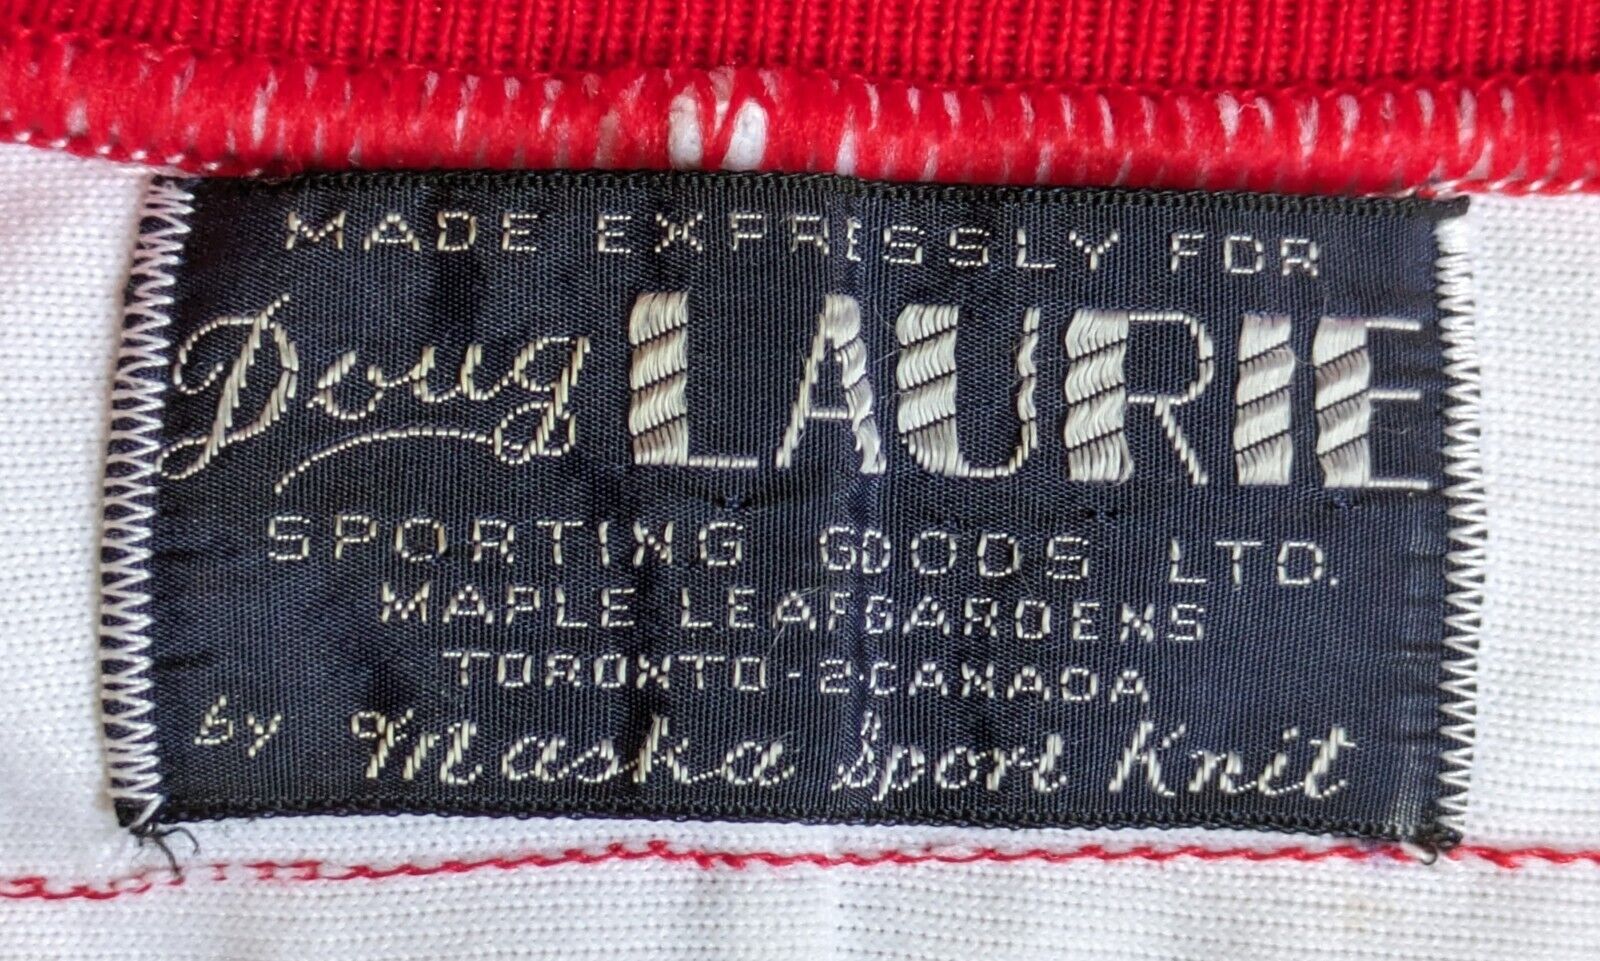 MADE EXPRESSLY FOR
Doug LAURIE
SPORTING GOODS LTD.
MAPLE LEAF GARDENS
TORONTO-2 CANADA
by Maska Sport Knit